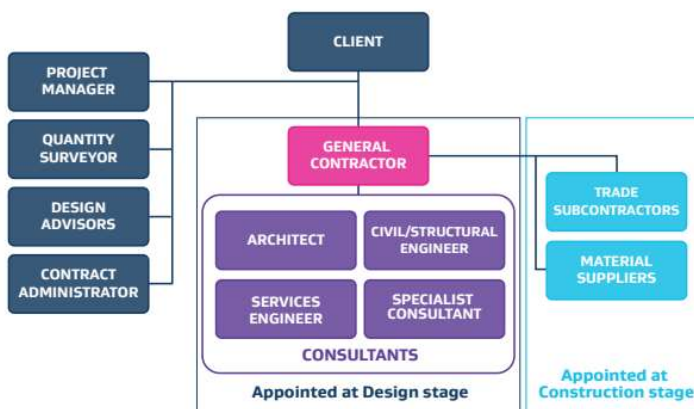 CLIENT
PROJECT
MANAGER
QUANTITY
SURVEYOR
DESIGN
ADVISORS
CONTRACT
ADMINISTRATOR
GENERAL
CONTRACTOR
ARCHITECT
CIVIL/STRUCTURAL
ENGINEER
SERVICES
ENGINEER
SPECIALIST
CONSULTANT
CONSULTANTS
Appointed at Design stage
TRADE
SUBCONTRACTORS
MATERIAL
SUPPLIERS
Appointed at
Construction stage